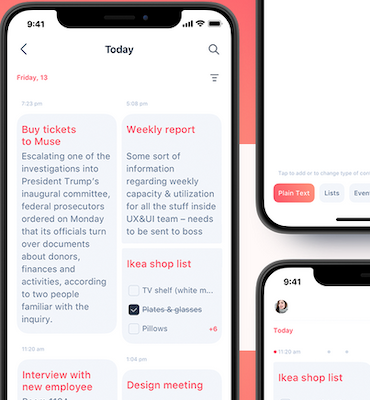 9:41
Today
Friday, 13
7:23 pm
Buy tickets
to Muse
Escalating one of the
investigations into
President Trump's
inaugural committee,
federal prosecutors
ordered on Monday
that its officials turn
over documents
about donors,
finances and
activities, according
to two people
familiar with the
inquiry.
11:20 am
Interview with
new employee
5:08 pm
Weekly report
Some sort of
information
regarding weekly
capacity & utilization
for all the stuff inside
UX&UI team – needs
to be sent to boss
Ikea shop list
TV shelf (white m...
Plates & glasses
Pillows +6
1:04 am
Design meeting
Tap to add or to change type of
Plain Text Lists
9:41
Today
11:20 am
Ikea shop list